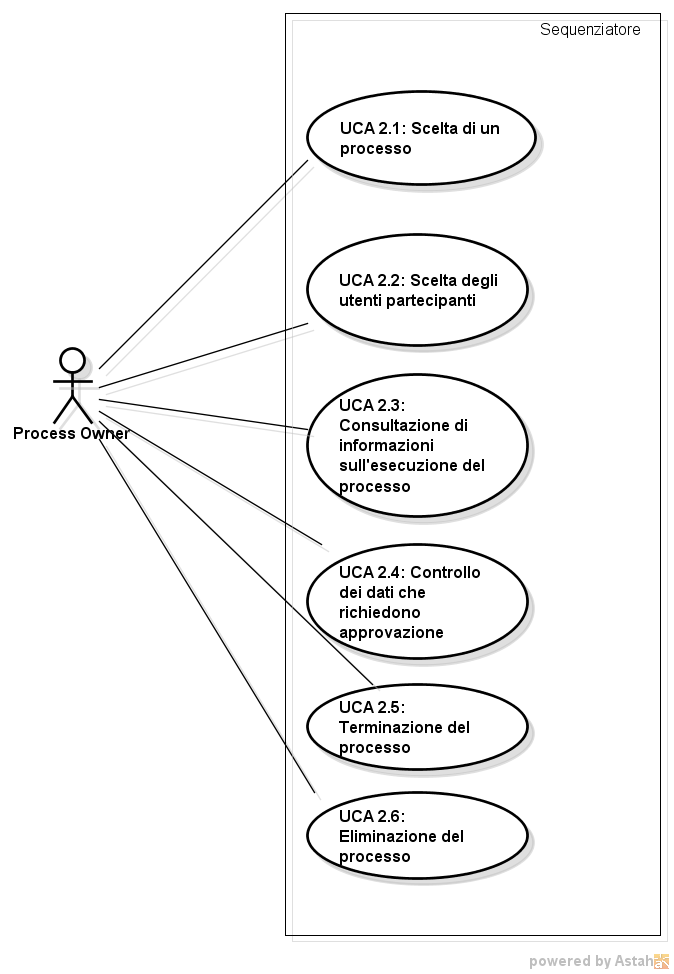 Sequenziatore
UCA 2.1: Scelta di un
processo
UCA 2.2: Scelta degli
utenti partecipanti
Process Owner
UCA 2.3:
Consultazione di
informazioni
sull'esecuzione del
processo
UCA 2.4: Controllo
dei dati che
richiedono
approvazione
UCA 2.5:
Terminazione del
processo
UCA 2.6:
Eliminazione del
processo
powered by Astah